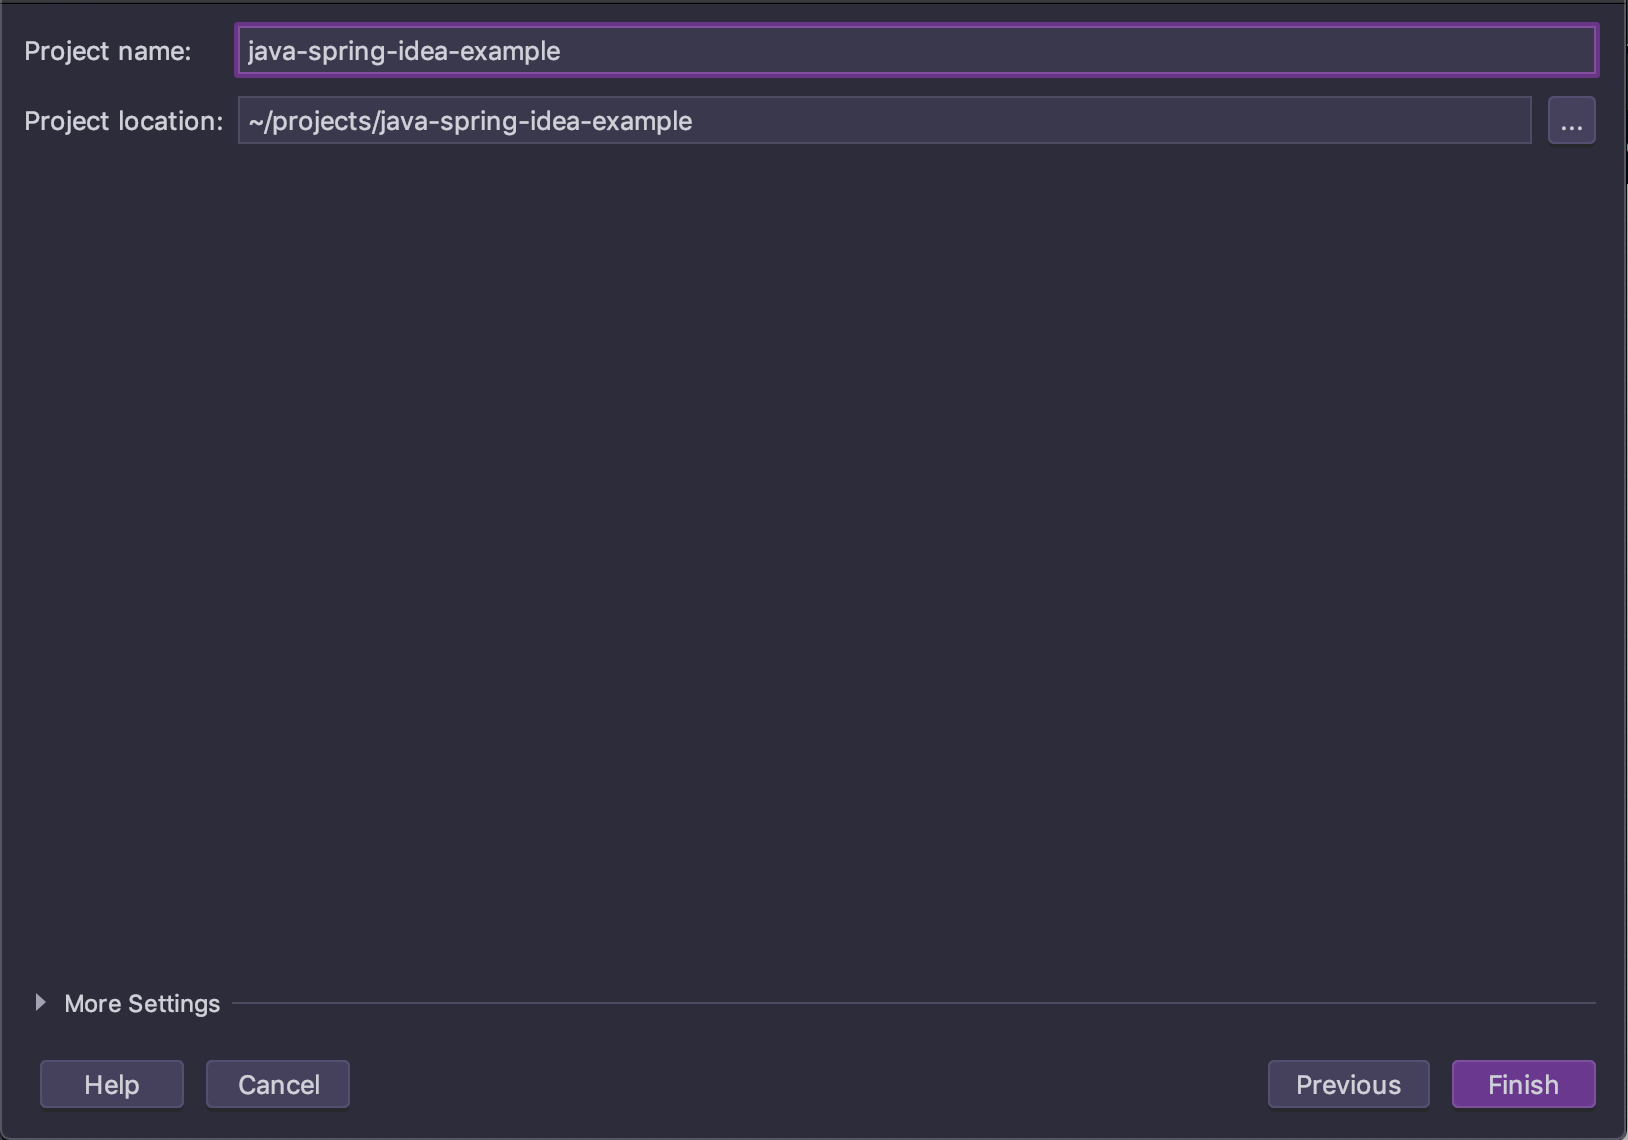 Project name: java-spring-idea-example
Project location: ~/projects/java-spring-idea-example ...
More Settings
Help Cancel Previous Finish